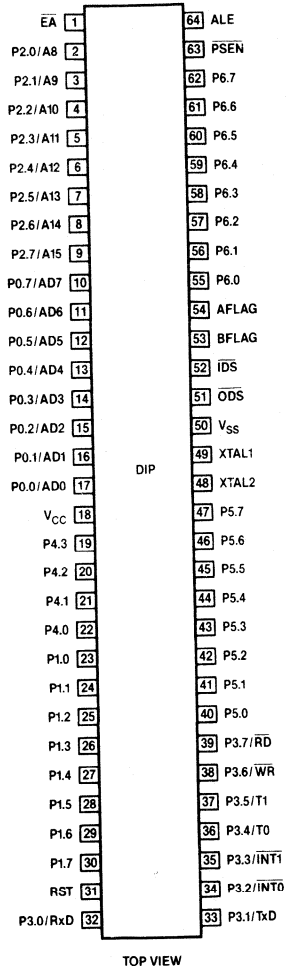 E̅A̅ 1 64 ALE
P2.0/A8 2 63 P̅S̅E̅N̅
P2.1/A9 3 62 P6.7
P2.2/A10 4 61 P6.6
P2.3/A11 5 60 P6.5
P2.4/A12 6 59 P6.4
P2.5/A13 7 58 P6.3
P2.6/A14 8 57 P6.2
P2.7/A15 9 56 P6.1
P0.7/AD7 10 55 P6.0
P0.6/AD6 11 54 AFLAG
P0.5/AD5 12 53 BFLAG
P0.4/AD4 13 52 I̅D̅S̅
P0.3/AD3 14 51 O̅D̅S̅
P0.2/AD2 15 50 VSS
P0.1/AD1 16 49 XTAL1
DIP
P0.0/AD0 17 48 XTAL2
VCC 18 47 P5.7
P4.3 19 46 P5.6
P4.2 20 45 P5.5
P4.1 21 44 P5.4
P4.0 22 43 P5.3
P1.0 23 42 P5.2
P1.1 24 41 P5.1
P1.2 25 40 P5.0
P1.3 26 39 P3.7/R̅D̅
P1.4 27 38 P3.6/W̅R̅
P1.5 28 37 P3.5/T1
P1.6 29 36 P3.4/T0
P1.7 30 35 P3.3/I̅N̅T̅1̅
RST 31 34 P3.2/I̅N̅T̅0̅
P3.0/RxD 32 33 P3.1/TxD
TOP VIEW